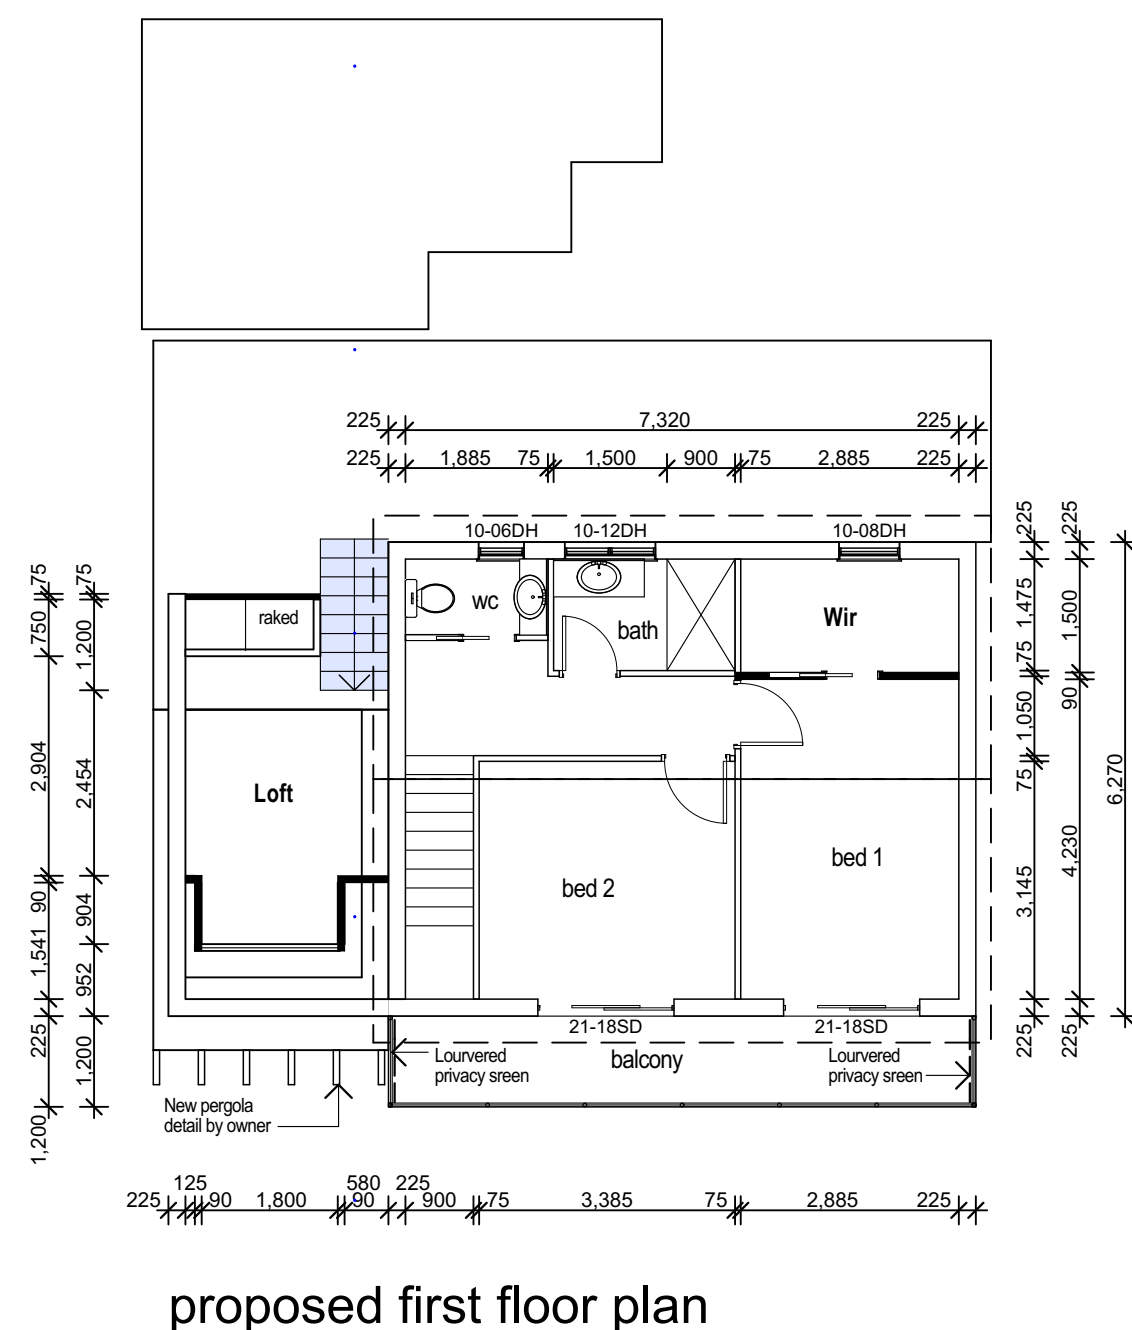 225 7,320 225
225 1,885 75 1,500 900 75 2,885 225
10-06DH 10-12DH 10-08DH
raked
wc
bath
Wir
Loft
bed 2
bed 1
21-18SD 21-18SD
balcony
Lourvered
privacy sreen
Lourvered
privacy sreen
New pergola
detail by owner
75 750 2,904 90 1,541 225 1,200
75 1,200 2,454 904 952 1,200
225 1,475 75 1,050 75 3,145 225
225 1,500 90 4,230 225
6,270
125 580 225
225 90 1,800 90 900 75 3,385 75 2,885 225
proposed first floor plan